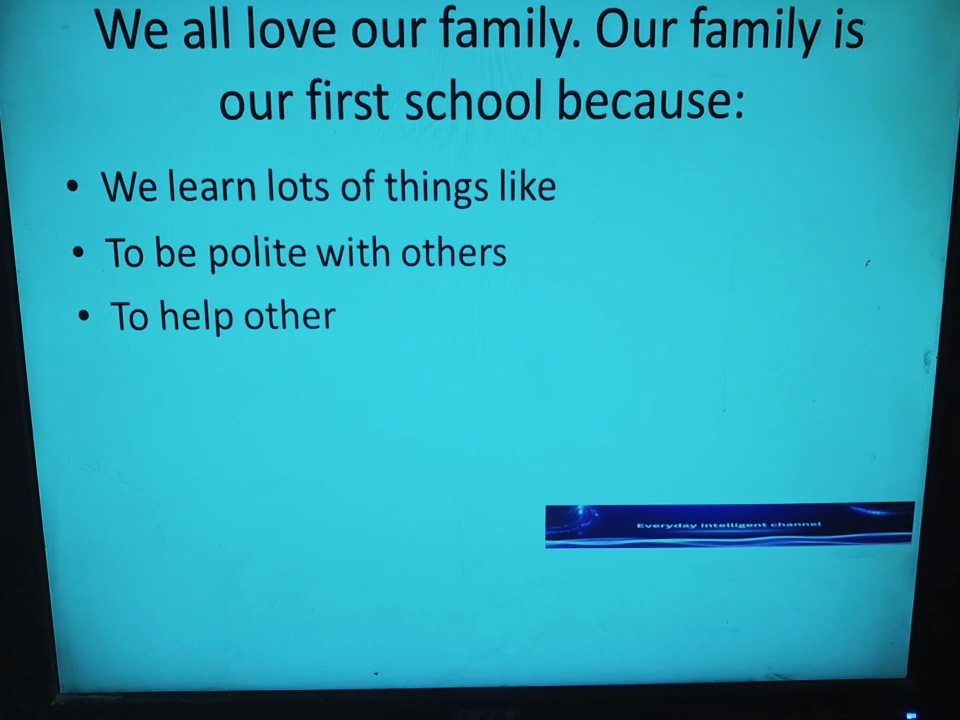 We all love our family. Our family is
our first school because:
• We learn lots of things like
• To be polite with others
• To help other
Everyday intelligent channel